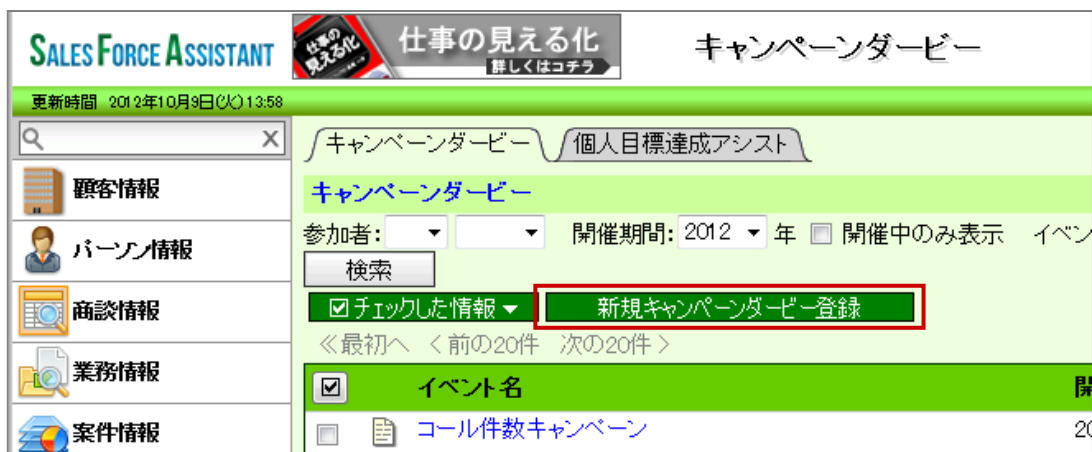 SALES FORCE ASSISTANT
仕事の見える化
仕事の見える化
詳しくはコチラ
キャンペーンダービー
更新時間 2012年10月9日(火)13:58
X
顧客情報
パーソン情報
商談情報
業務情報
案件情報
キャンペーンダービー 個人目標達成アシスト
キャンペーンダービー
参加者: 開催期間: 2012 年 開催中のみ表示 イベン
検索
チェックした情報 新規キャンペーンダービー登録
≪最初へ <前の20件 次の20件>
イベント名 開
コール件数キャンペーン 20